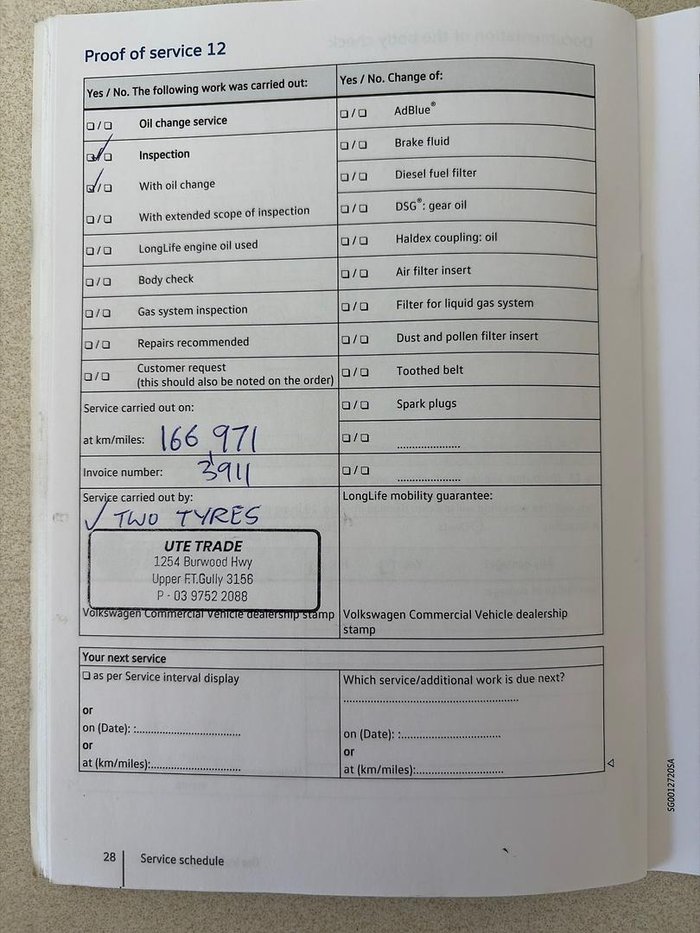 Proof of service 12
Yes / No. The following work was carried out:
❏ / ❏ Oil change service
❏ / ❏ Inspection
❏ / ❏ With oil change
❏ / ❏ With extended scope of inspection
❏ / ❏ LongLife engine oil used
❏ / ❏ Body check
❏ / ❏ Gas system inspection
❏ / ❏ Repairs recommended
❏ / ❏ Customer request
(this should also be noted on the order)
Service carried out on:
at km/miles: 166 971
Invoice number: 3911
Service carried out by:
✓ TWO TYRES
UTE TRADE
1254 Burwood Hwy
Upper F.T.Gully 3156
P - 03 9752 2088
Volkswagen Commercial Vehicle dealership stamp
Yes / No. Change of:
❏ / ❏ AdBlue®
❏ / ❏ Brake fluid
❏ / ❏ Diesel fuel filter
❏ / ❏ DSG®: gear oil
❏ / ❏ Haldex coupling: oil
❏ / ❏ Air filter insert
❏ / ❏ Filter for liquid gas system
❏ / ❏ Dust and pollen filter insert
❏ / ❏ Toothed belt
❏ / ❏ Spark plugs
❏ / ❏ ......................
❏ / ❏ ......................
LongLife mobility guarantee:
Volkswagen Commercial Vehicle dealership
stamp
Your next service
❏ as per Service interval display
or
on (Date): :....................................
or
at (km/miles):...............................
Which service/additional work is due next?
............................................................
on (Date): :..................................
or
at (km/miles):..............................
SG0012720SA
28 Service schedule